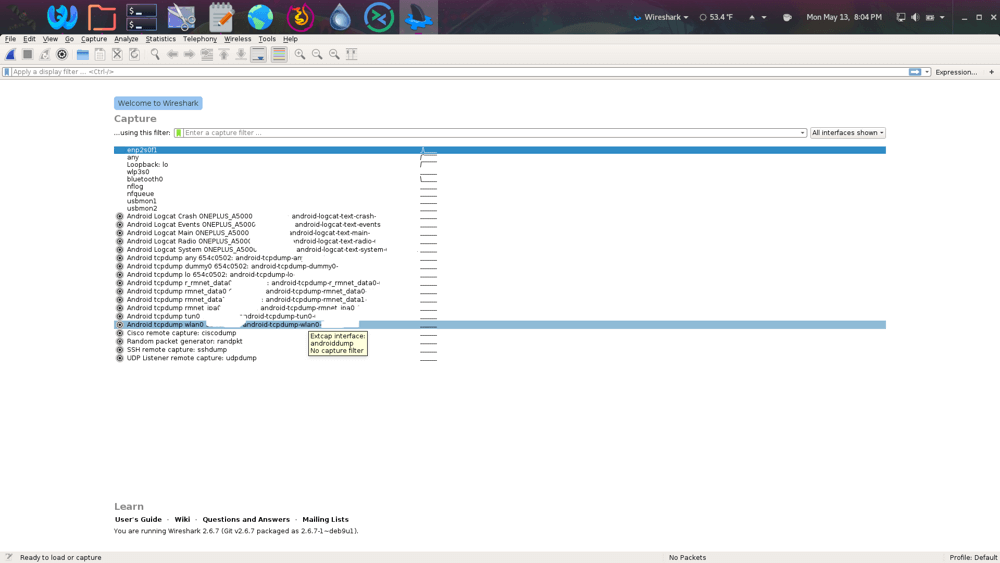 Wireshark 53.4 °F Mon May 13, 8:04 PM
File Edit View Go Capture Analyze Statistics Telephony Wireless Tools Help
Apply a display filter ... <Ctrl-/> Expression... +
Welcome to Wireshark
Capture
...using this filter: Enter a capture filter ... All interfaces shown
enp2s0f1
any
Loopback: lo
wlp3s0
bluetooth0
nflog
nfqueue
usbmon1
usbmon2
Android Logcat Crash ONEPLUS_A5000 android-logcat-text-crash-
Android Logcat Events ONEPLUS_A5000 android-logcat-text-events
Android Logcat Main ONEPLUS_A5000 android-logcat-text-main-
Android Logcat Radio ONEPLUS_A5000 android-logcat-text-radio-
Android Logcat System ONEPLUS_A5000 android-logcat-text-system-
Android tcpdump any 654c0502: android-tcpdump-any
Android tcpdump dummy0 654c0502: android-tcpdump-dummy0-
Android tcpdump lo 654c0502: android-tcpdump-lo
Android tcpdump r_rmnet_data0 : android-tcpdump-r_rmnet_data0-
Android tcpdump rmnet_data0 android-tcpdump-rmnet_data0
Android tcpdump rmnet_data : android-tcpdump-rmnet_data1
Android tcpdump rmnet_ipa0 android-tcpdump-rmnet_ipa0
Android tcpdump tun0 android-tcpdump-tun0-
Android tcpdump wlan0 android-tcpdump-wlan0-
Cisco remote capture: ciscodump
Random packet generator: randpkt
SSH remote capture: sshdump
UDP Listener remote capture: udpdump
Extcap interface:
androiddump
No capture filter
Learn
User's Guide · Wiki · Questions and Answers · Mailing Lists
You are running Wireshark 2.6.7 (Git v2.6.7 packaged as 2.6.7-1~deb9u1).
Ready to load or capture No Packets Profile: Default